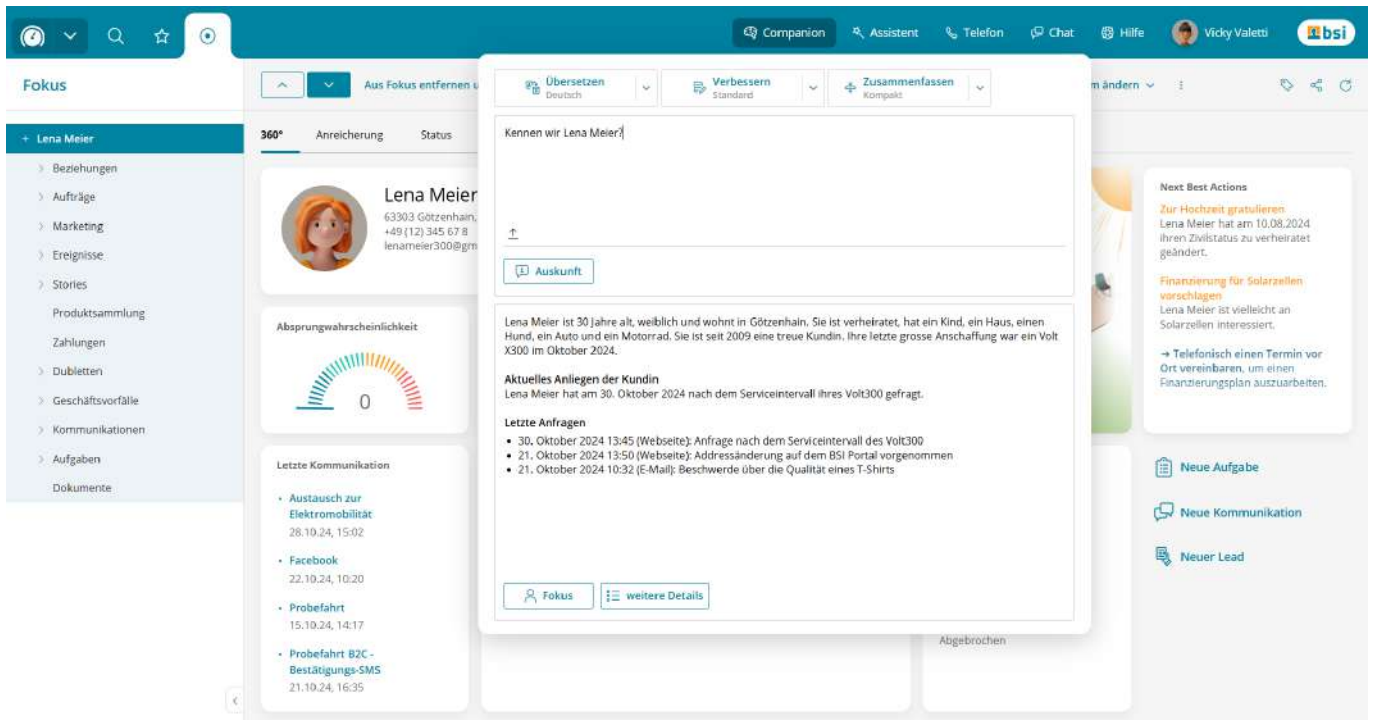 Companion
Assistent
Telefon
Chat
Hilfe
Vicky Valetti
bsi
Fokus
Aus Fokus entfernen u
m ändern
Übersetzen
Deutsch
Verbessern
Standard
Zusammenfassen
Kompakt
+ Lena Meier
Beziehungen
Aufträge
Marketing
Ereignisse
Stories
Produktsammlung
Zahlungen
Dubletten
Geschäftsvorfälle
Kommunikationen
Aufgaben
Dokumente
360°
Anreicherung
Status
Lena Meier
63303 Götzenhain,
+49 (12) 345 67 8
lenameier300@gm
Absprungwahrscheinlichkeit
0
Letzte Kommunikation
• Austausch zur
Elektromobilität
28.10.24, 15:02
• Facebook
22.10.24, 10:20
• Probefahrt
15.10.24, 14:17
• Probefahrt B2C -
Bestätigungs-SMS
21.10.24, 16:35
Kennen wir Lena Meier?
Auskunft
Lena Meier ist 30 Jahre alt, weiblich und wohnt in Götzenhain. Sie ist verheiratet, hat ein Kind, ein Haus, einen
Hund, ein Auto und ein Motorrad. Sie ist seit 2009 eine treue Kundin. Ihre letzte grosse Anschaffung war ein Volt
X300 im Oktober 2024.
Aktuelles Anliegen der Kundin
Lena Meier hat am 30. Oktober 2024 nach dem Serviceintervall ihres Volt300 gefragt.
Letzte Anfragen
• 30. Oktober 2024 13:45 (Webseite): Anfrage nach dem Serviceintervall des Volt300
• 21. Oktober 2024 13:50 (Webseite): Addressänderung auf dem BSI Portal vorgenommen
• 21. Oktober 2024 10:32 (E-Mail): Beschwerde über die Qualität eines T-Shirts
Fokus
weitere Details
Abgebrochen
Next Best Actions
Zur Hochzeit gratulieren
Lena Meier hat am 10.08.2024
ihren Zivilstatus zu verheiratet
geändert.
Finanzierung für Solarzellen
vorschlagen
Lena Meier ist vielleicht an
Solarzellen interessiert.
→ Telefonisch einen Termin vor
Ort vereinbaren, um einen
Finanzierungsplan auszuarbeiten.
Neue Aufgabe
Neue Kommunikation
Neuer Lead